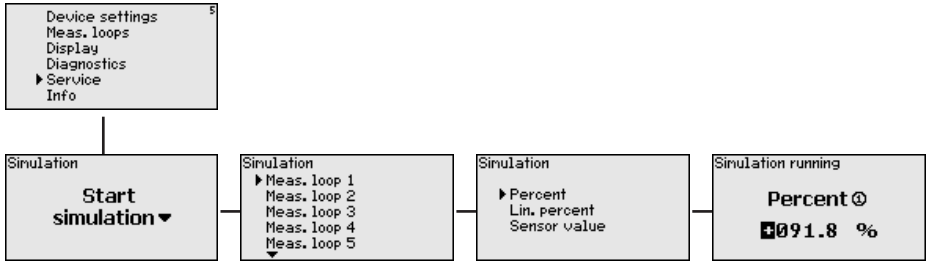 5
Device settings
Meas. loops
Display
Diagnostics
Service
Info
Simulation
Start
simulation
Simulation
Meas. loop 1
Meas. loop 2
Meas. loop 3
Meas. loop 4
Meas. loop 5
Simulation
Percent
Lin. percent
Sensor value
Simulation running
Percent ①
+091.8 %